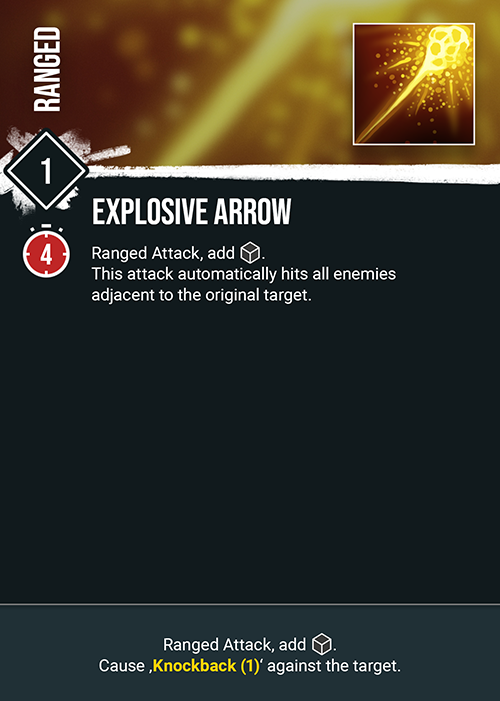 RANGED
1
EXPLOSIVE ARROW
4
Ranged Attack, add .
This attack automatically hits all enemies
adjacent to the original target.
Ranged Attack, add .
Cause ‚Knockback (1)‘ against the target.